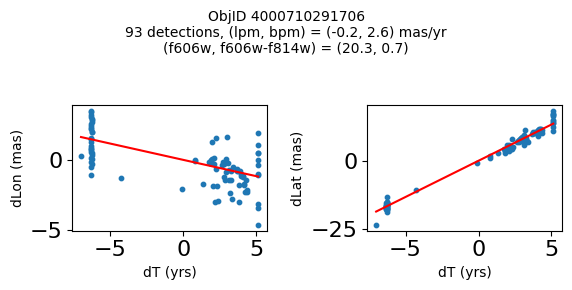 ObjID 4000710291706
93 detections, (lpm, bpm) = (-0.2, 2.6) mas/yr
(f606w, f606w-f814w) = (20.3, 0.7)
dLon (mas)
0
−5
−5
0
5
dT (yrs)
dLat (mas)
0
−25
−5
0
5
dT (yrs)